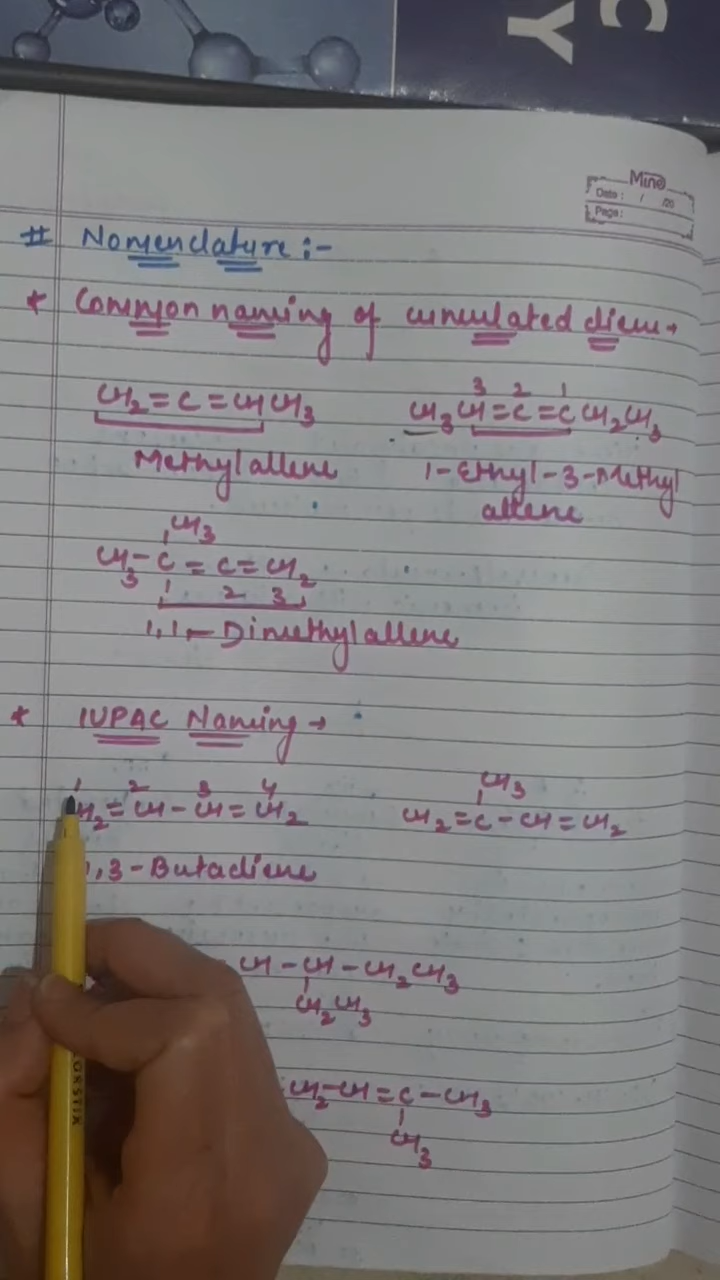 C
Y
Mino
Date : / /20
Page:
# Nomenclature :-
* Common naming of cumulated diene →
CH2=C=CHCH3
3 2 1
CH3CH=C=CCH2CH3
Methylallene
1-Ethyl-3-Methyl
allene
CH3
CH3-C=C=CH2
1 2 3
1,1-Dimethylallene
* IUPAC Naming →
1 2 3 4
CH2=CH-CH=CH2
CH3
CH2=C-CH=CH2
,3-Butadiene
CH-CH-CH2CH3
CH2CH3
CH2-CH=C-CH3
CH3